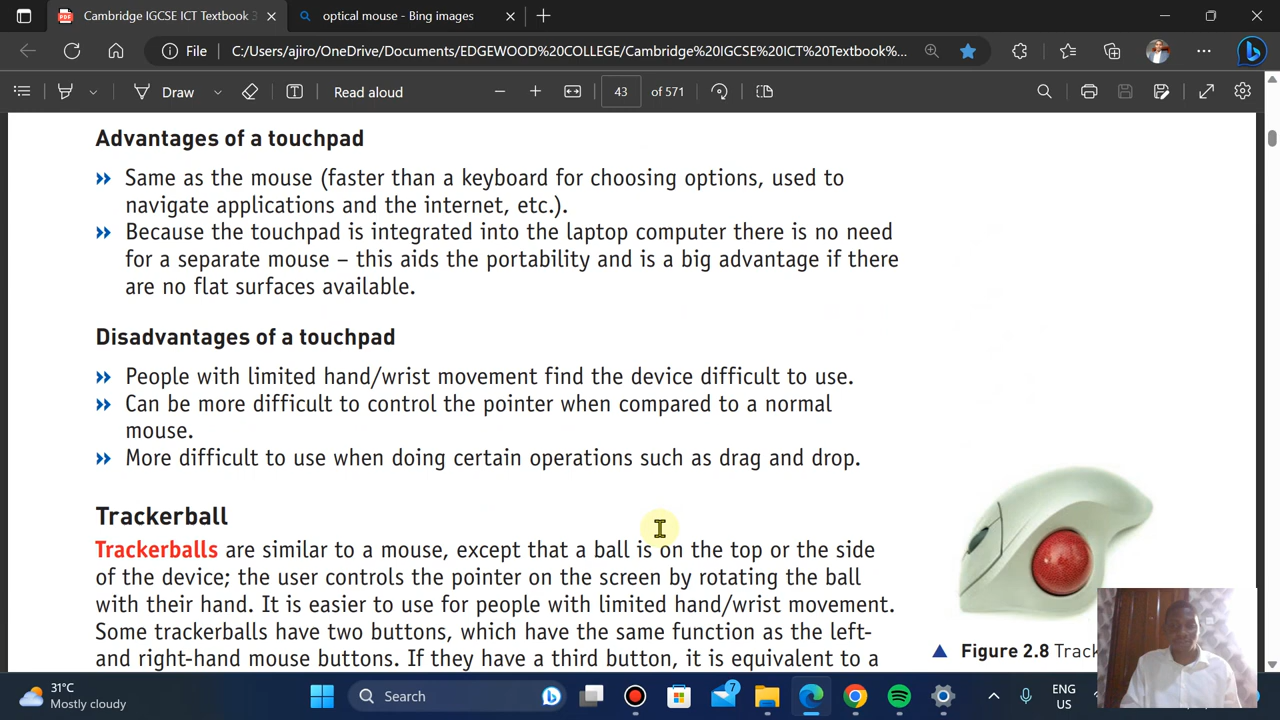 Cambridge IGCSE ICT Textbook 3
optical mouse - Bing images
File
C:/Users/ajiro/OneDrive/Documents/EDGEWOOD%20COLLEGE/Cambridge%20IGCSE%20ICT%20Textbook%...
Draw
Read aloud
43
of 571
Advantages of a touchpad
Same as the mouse (faster than a keyboard for choosing options, used to
navigate applications and the internet, etc.).
Because the touchpad is integrated into the laptop computer there is no need
for a separate mouse – this aids the portability and is a big advantage if there
are no flat surfaces available.
Disadvantages of a touchpad
People with limited hand/wrist movement find the device difficult to use.
Can be more difficult to control the pointer when compared to a normal
mouse.
More difficult to use when doing certain operations such as drag and drop.
Trackerball
Trackerballs are similar to a mouse, except that a ball is on the top or the side
of the device; the user controls the pointer on the screen by rotating the ball
with their hand. It is easier to use for people with limited hand/wrist movement.
Some trackerballs have two buttons, which have the same function as the left-
and right-hand mouse buttons. If they have a third button, it is equivalent to a
Figure 2.8 Track
31°C
Mostly cloudy
Search
7
ENG
US